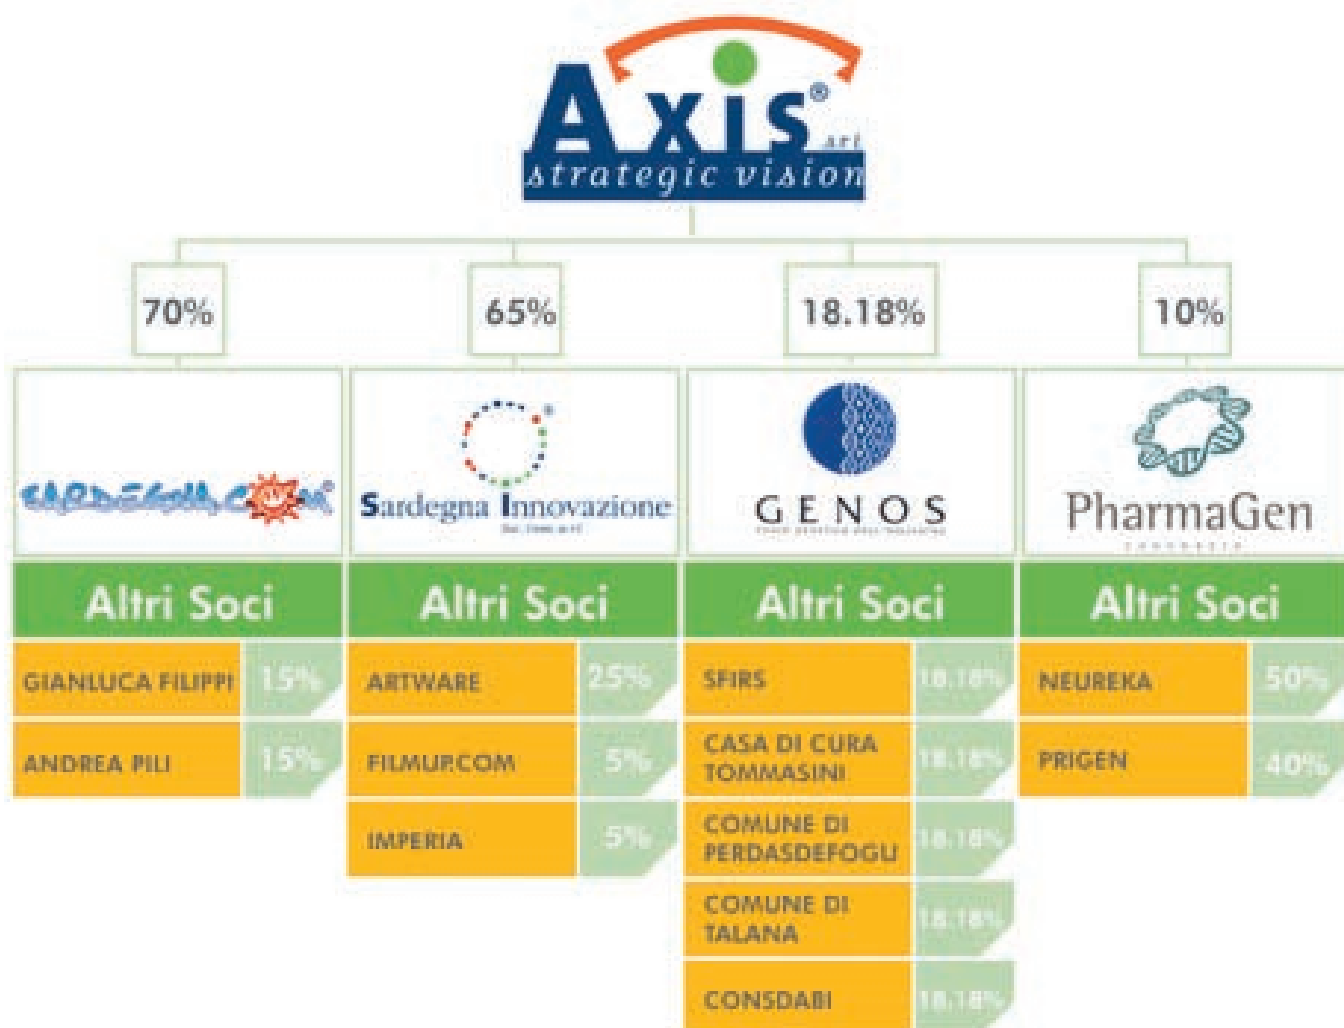 Axis®
srl
strategic vision
70%
65%
18.18%
10%
SARDEGNA.COM®
Sardegna Innovazione
GENOS
PharmaGen
CONSORZIO
Altri Soci
GIANLUCA FILIPPI 15%
ANDREA PILI 15%
Altri Soci
ARTWARE 25%
FILMUP.COM 5%
IMPERIA 5%
Altri Soci
SFIRS 18.18%
CASA DI CURA
TOMMASINI 18.18%
COMUNE DI
PERDASDEFOGU 18.18%
COMUNE DI
TALANA 18.18%
CONSDABI 18.18%
Altri Soci
NEUREKA 50%
PRIGEN 40%